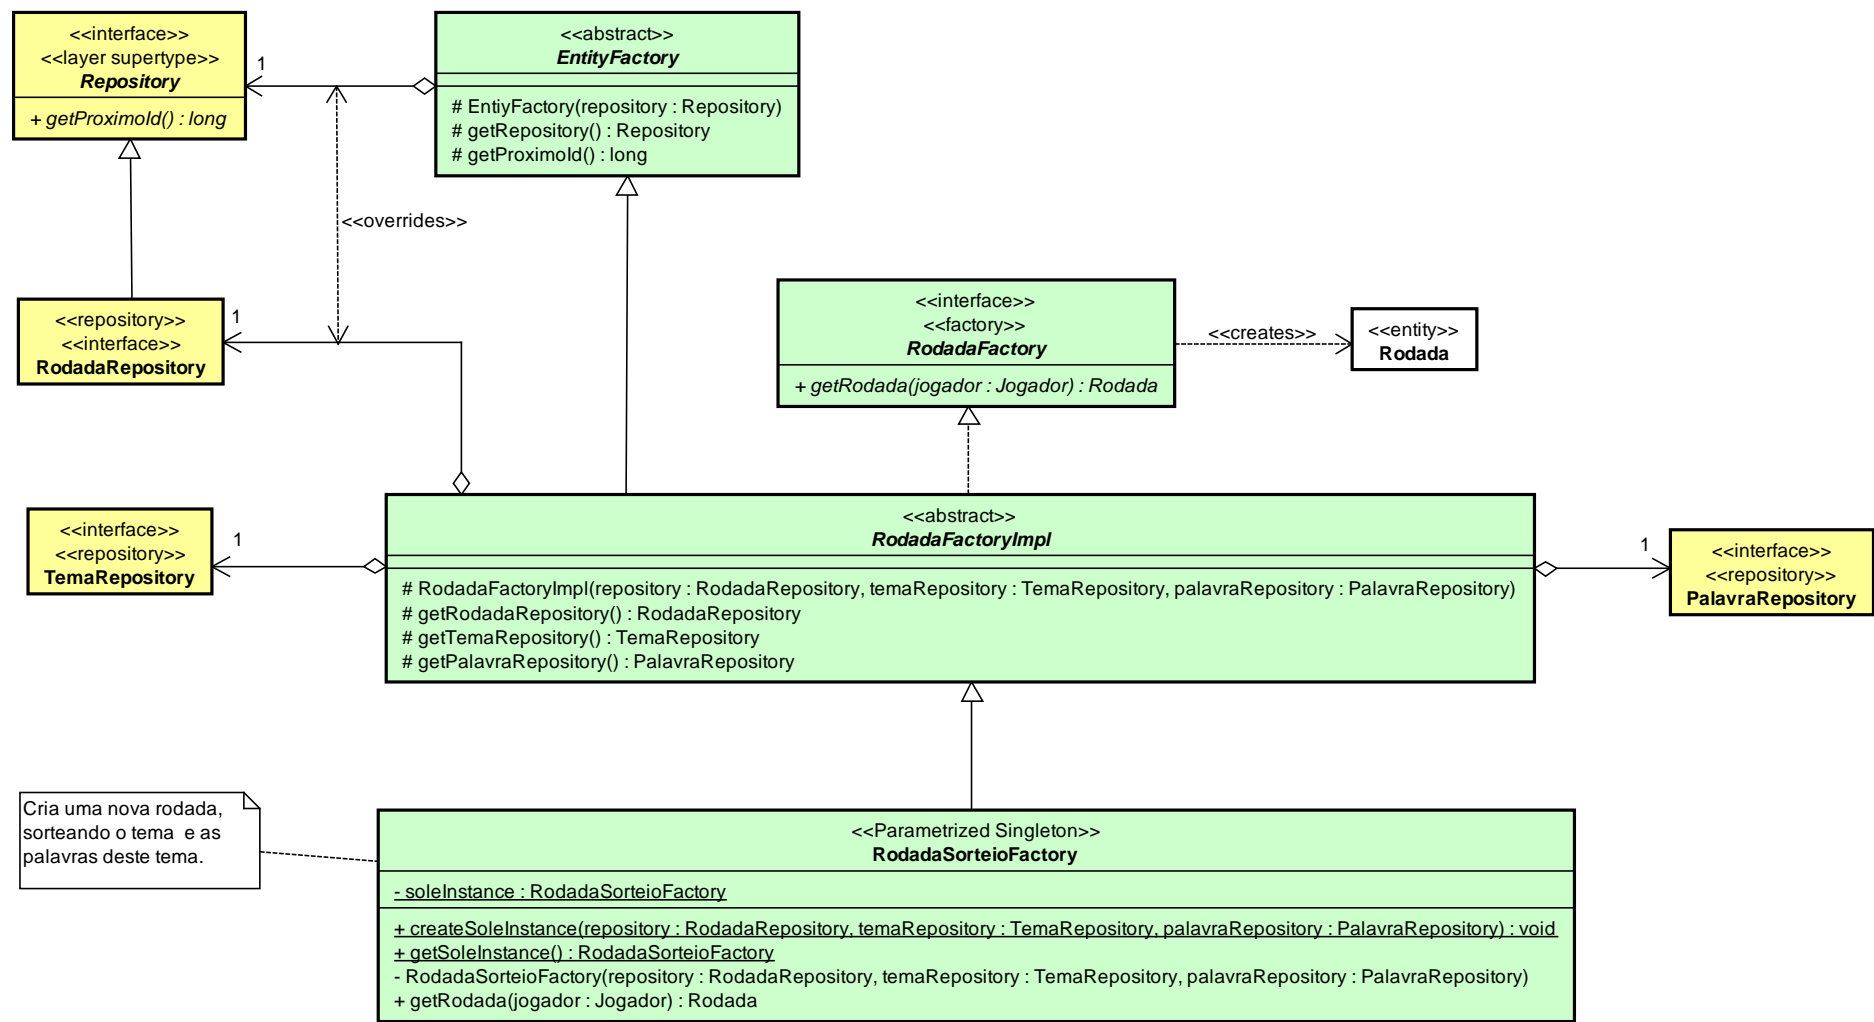 <<interface>>
<<layer supertype>>
Repository
+ getProximoId() : long
1
<<abstract>>
EntityFactory
# EntiyFactory(repository : Repository)
# getRepository() : Repository
# getProximoId() : long
<<overrides>>
<<repository>>
<<interface>>
RodadaRepository
1
<<interface>>
<<factory>>
RodadaFactory
+ getRodada(jogador : Jogador) : Rodada
<<creates>>
<<entity>>
Rodada
<<interface>>
<<repository>>
TemaRepository
1
<<abstract>>
RodadaFactoryImpl
# RodadaFactoryImpl(repository : RodadaRepository, temaRepository : TemaRepository, palavraRepository : PalavraRepository)
# getRodadaRepository() : RodadaRepository
# getTemaRepository() : TemaRepository
# getPalavraRepository() : PalavraRepository
1
<<interface>>
<<repository>>
PalavraRepository
Cria uma nova rodada,
sorteando o tema  e as
palavras deste tema.
<<Parametrized Singleton>>
RodadaSorteioFactory
- soleInstance : RodadaSorteioFactory
+ createSoleInstance(repository : RodadaRepository, temaRepository : TemaRepository, palavraRepository : PalavraRepository) : void
+ getSoleInstance() : RodadaSorteioFactory
- RodadaSorteioFactory(repository : RodadaRepository, temaRepository : TemaRepository, palavraRepository : PalavraRepository)
+ getRodada(jogador : Jogador) : Rodada